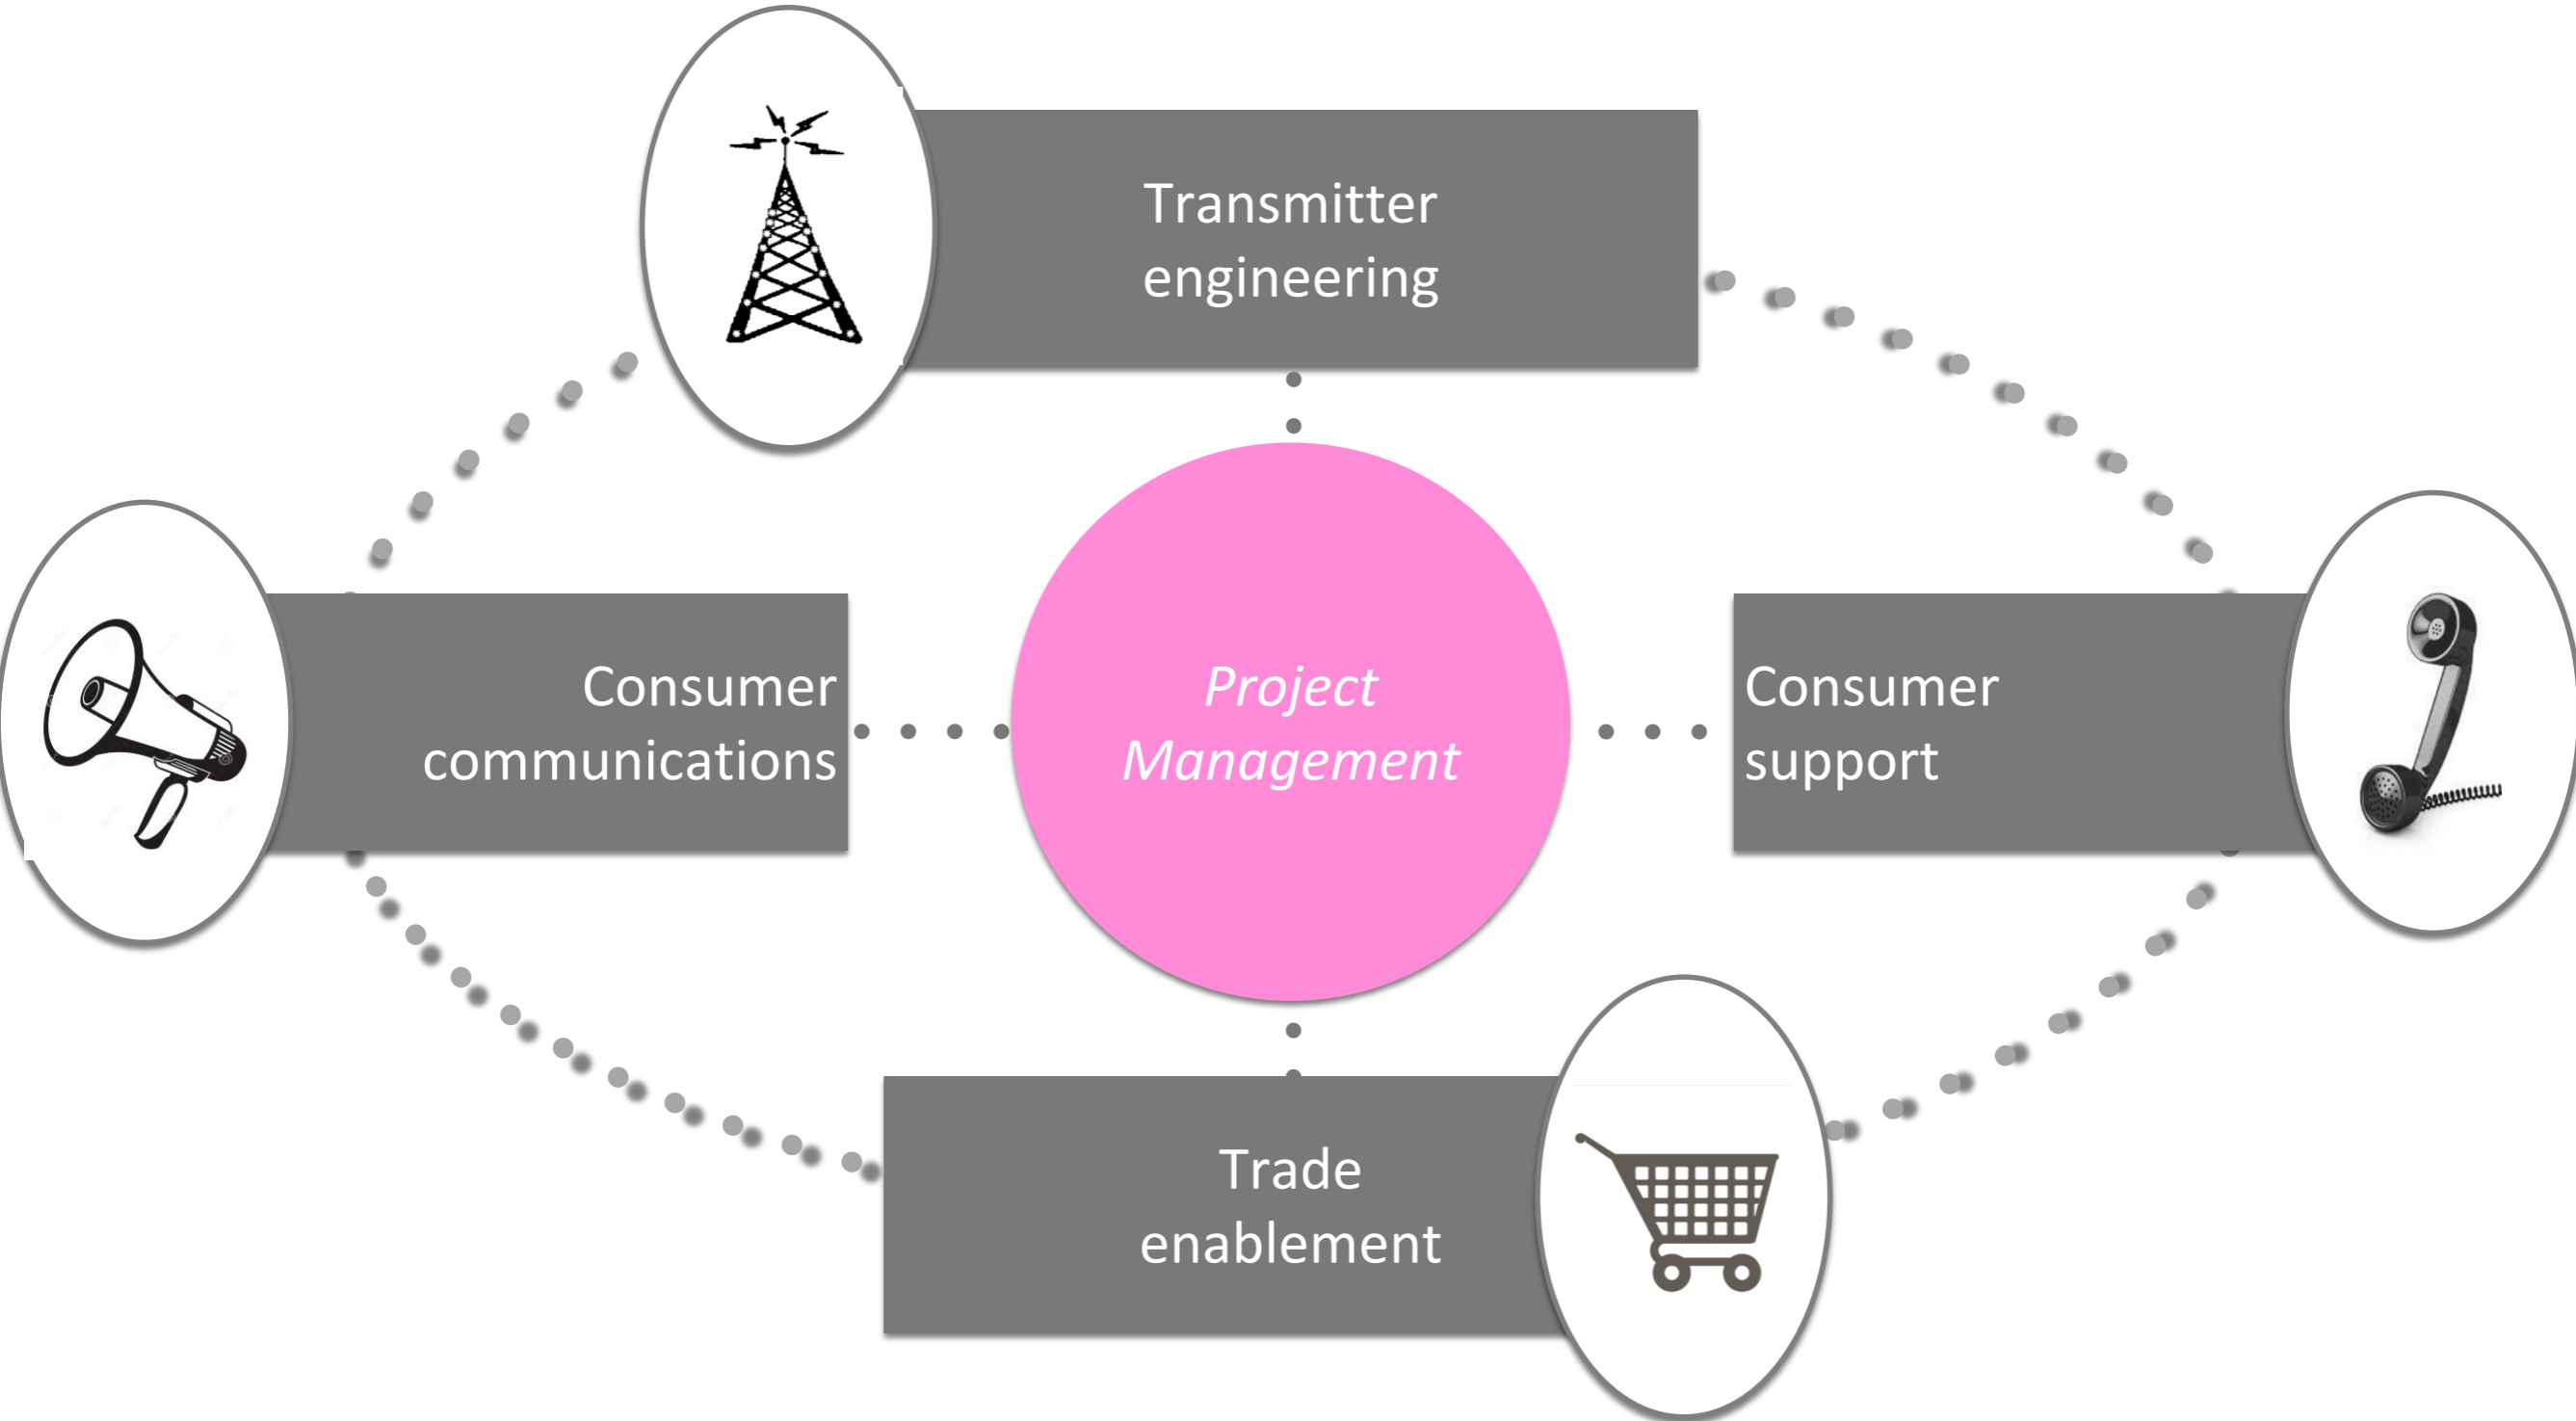 Transmitter
engineering
Consumer
communications
Project
Management
Consumer
support
Trade
enablement